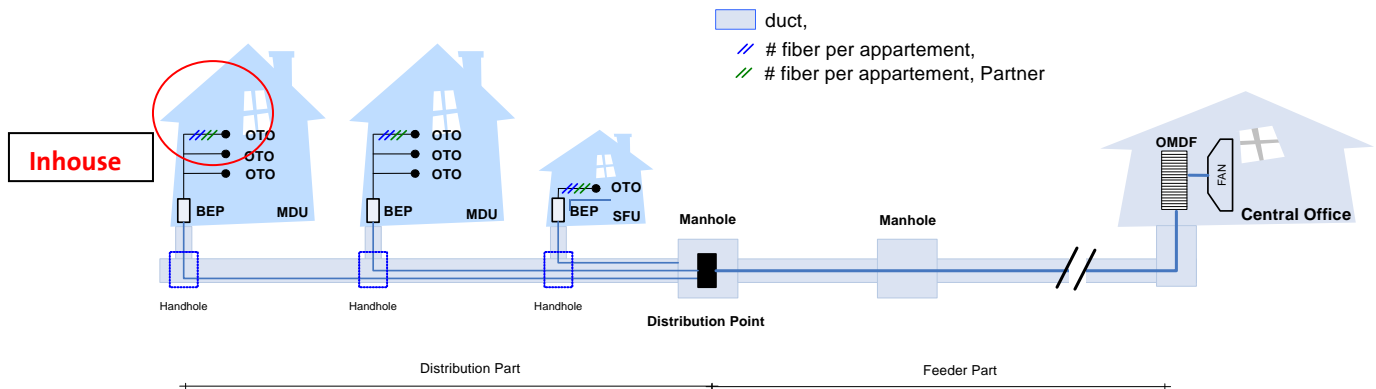 duct,
# fiber per appartement,
# fiber per appartement, Partner
Inhouse
OTO
OTO
OTO
BEP
MDU
OTO
OTO
OTO
BEP
MDU
OTO
BEP
SFU
Manhole
Manhole
OMDF
FAN
Central Office
Handhole
Handhole
Handhole
Distribution Point
Distribution Part
Feeder Part